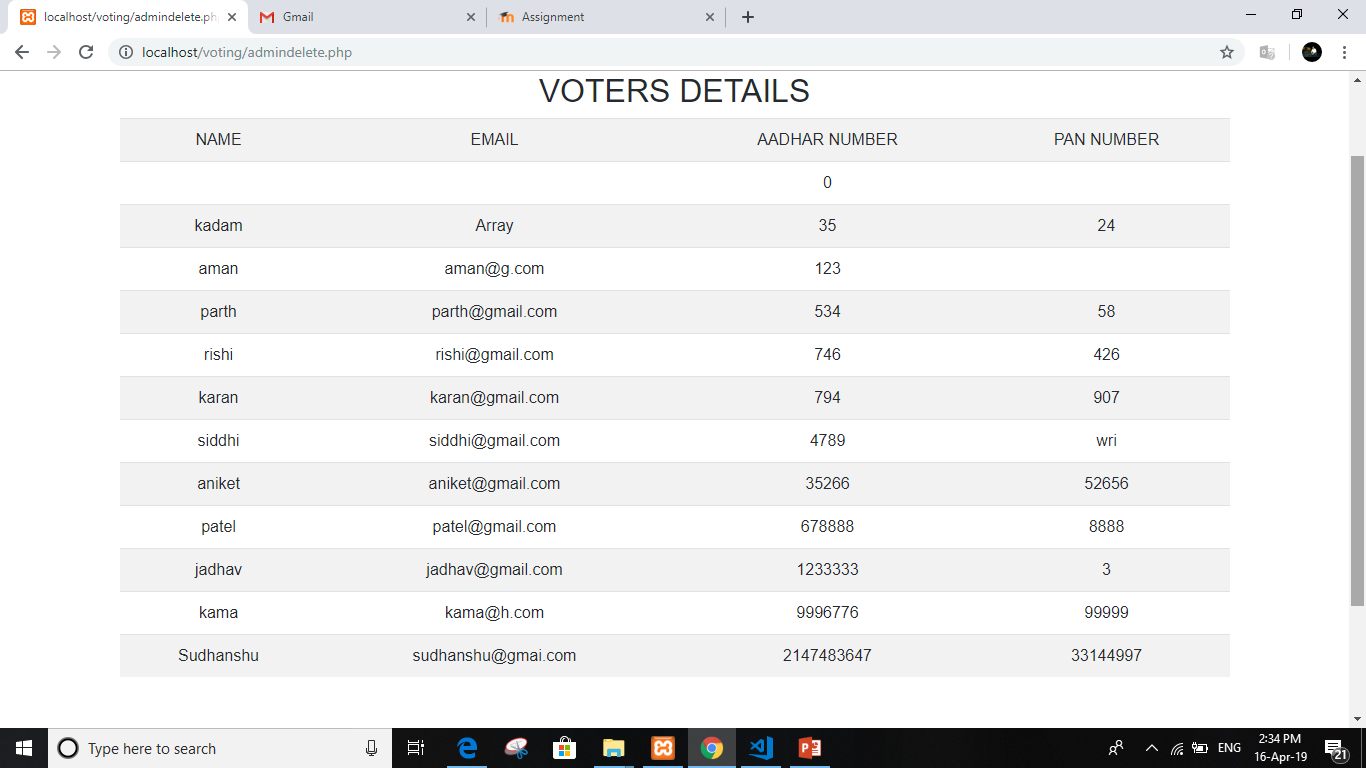 localhost/voting/admindelete.ph
Gmail
Assignment
localhost/voting/admindelete.php
VOTERS DETAILS
NAME EMAIL AADHAR NUMBER PAN NUMBER
0
kadam Array 35 24
aman aman@g.com 123
parth parth@gmail.com 534 58
rishi rishi@gmail.com 746 426
karan karan@gmail.com 794 907
siddhi siddhi@gmail.com 4789 wri
aniket aniket@gmail.com 35266 52656
patel patel@gmail.com 678888 8888
jadhav jadhav@gmail.com 1233333 3
kama kama@h.com 9996776 99999
Sudhanshu sudhanshu@gmai.com 2147483647 33144997
Type here to search
ENG
2:34 PM
16-Apr-19
21